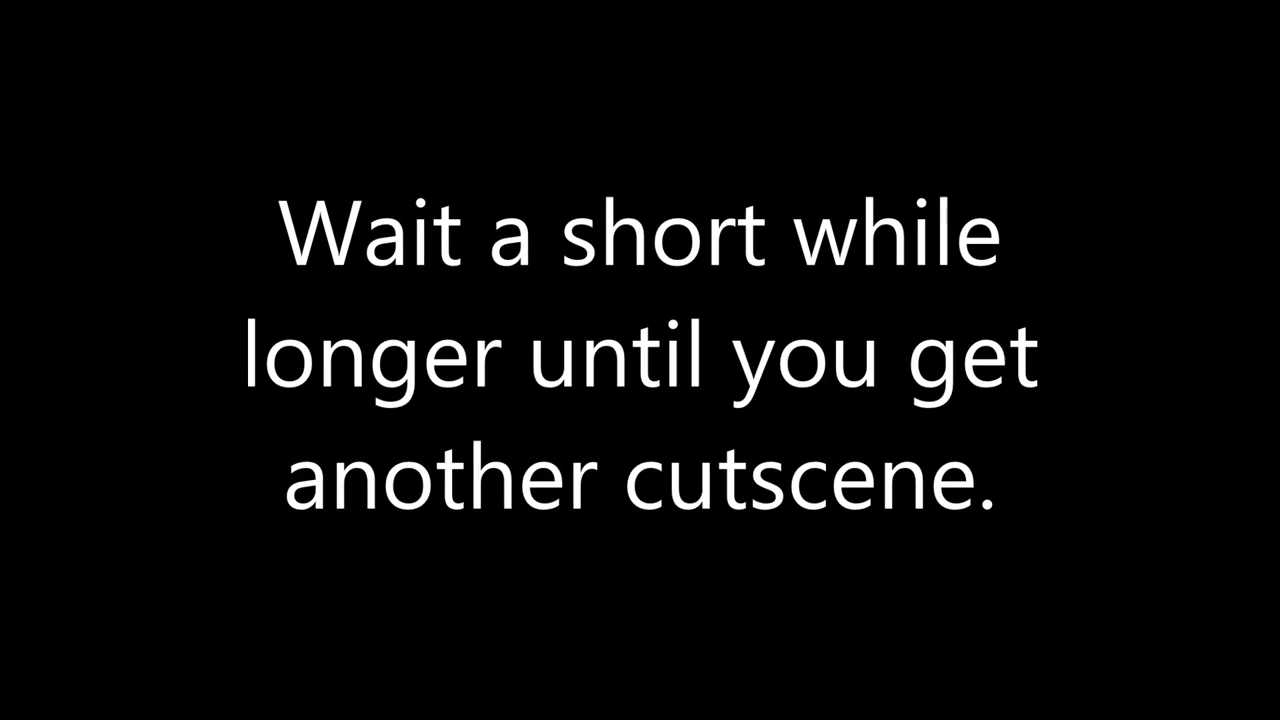 Wait a short while
longer until you get
another cutscene.